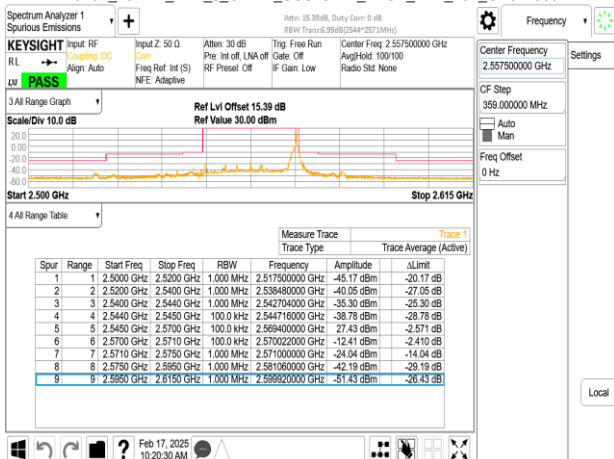 Spectrum Analyzer 1
Spurious Emissions
Attn: 15.39dB, Duty Corr: 0 dB
RBW Trans:6.99dB(2544~2571MHz)
Frequency
Settings
KEYSIGHT
RL
PASS
Input: RF
Coupling: DC
Align: Auto
Input Z: 50 Ω
Corr
Freq Ref: Int (S)
NFE: Adaptive
Atten: 30 dB
Pre: Int off, LNA off
RF Preset: Off
Trig: Free Run
Gate: Off
IF Gain: Low
Center Freq: 2.557500000 GHz
Avg|Hold: 100/100
Radio Std: None
Center Frequency
2.557500000 GHz
CF Step
359.000000 MHz
Auto
Man
Freq Offset
0 Hz
Local
3 All Range Graph
Scale/Div 10.0 dB
Ref Lvl Offset 15.39 dB
Ref Value 30.00 dBm
20.0
0.00
-20.0
-40.0
-60.0
Start 2.500 GHz
Stop 2.615 GHz
4 All Range Table
Measure Trace Trace 1
Trace Type Trace Average (Active)
Spur Range Start Freq Stop Freq RBW Frequency Amplitude ΔLimit
1 1 2.5000 GHz 2.5200 GHz 1.000 MHz 2.517500000 GHz -45.17 dBm -20.17 dB
2 2 2.5200 GHz 2.5400 GHz 1.000 MHz 2.538480000 GHz -40.05 dBm -27.05 dB
3 3 2.5400 GHz 2.5440 GHz 1.000 MHz 2.542704000 GHz -35.30 dBm -25.30 dB
4 4 2.5440 GHz 2.5450 GHz 100.0 kHz 2.544716000 GHz -38.78 dBm -28.78 dB
5 5 2.5450 GHz 2.5700 GHz 100.0 kHz 2.569400000 GHz 27.43 dBm -2.571 dB
6 6 2.5700 GHz 2.5710 GHz 100.0 kHz 2.570022000 GHz -12.41 dBm -2.410 dB
7 7 2.5710 GHz 2.5750 GHz 1.000 MHz 2.571000000 GHz -24.04 dBm -14.04 dB
8 8 2.5750 GHz 2.5950 GHz 1.000 MHz 2.581060000 GHz -42.19 dBm -29.19 dB
9 9 2.5950 GHz 2.6150 GHz 1.000 MHz 2.599920000 GHz -51.43 dBm -26.43 dB
Feb 17, 2025
10:20:30 AM